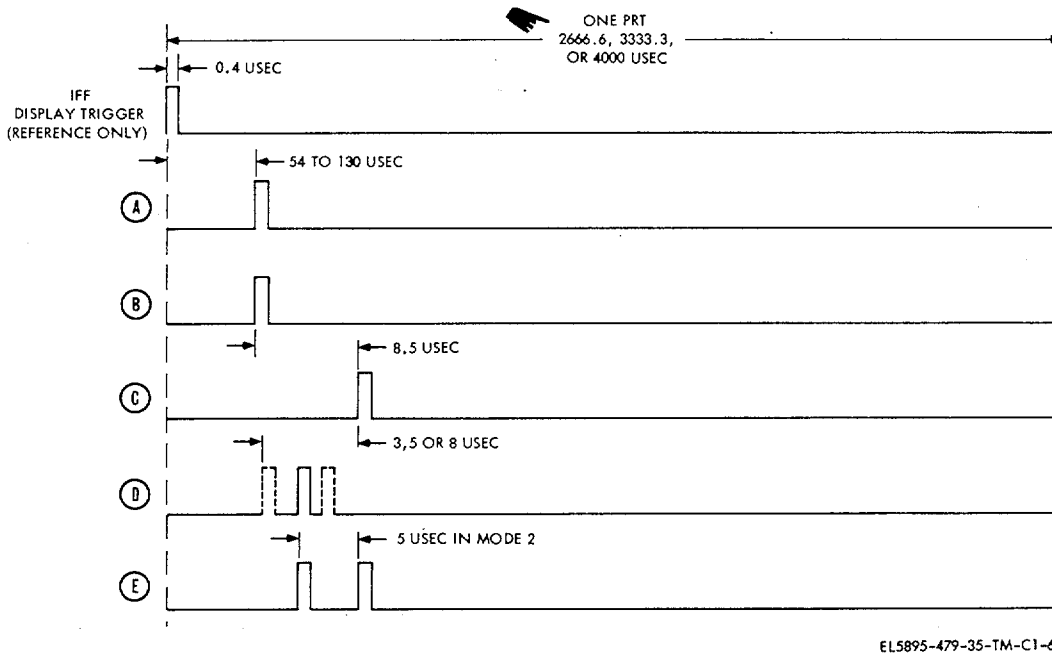 ONE PRT
2666.6, 3333.3,
OR 4000 USEC
0.4 USEC
IFF
DISPLAY TRIGGER
(REFERENCE ONLY)
54 TO 130 USEC
A
B
8.5 USEC
C
3,5 OR 8 USEC
D
5 USEC IN MODE 2
E
EL5895-479-35-TM-C1-6